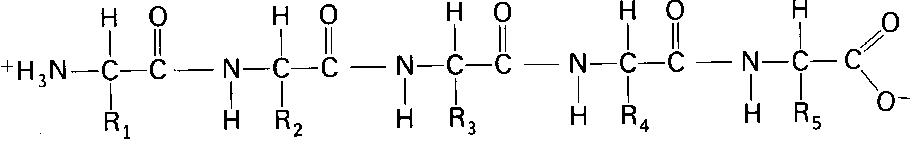 H O H O H O H O H
⁺H₃N—C—C—N—C—C—N—C—C—N—C—C—N—C—C O
R₁ H R₂ H R₃ H R₄ H R₅ O⁻